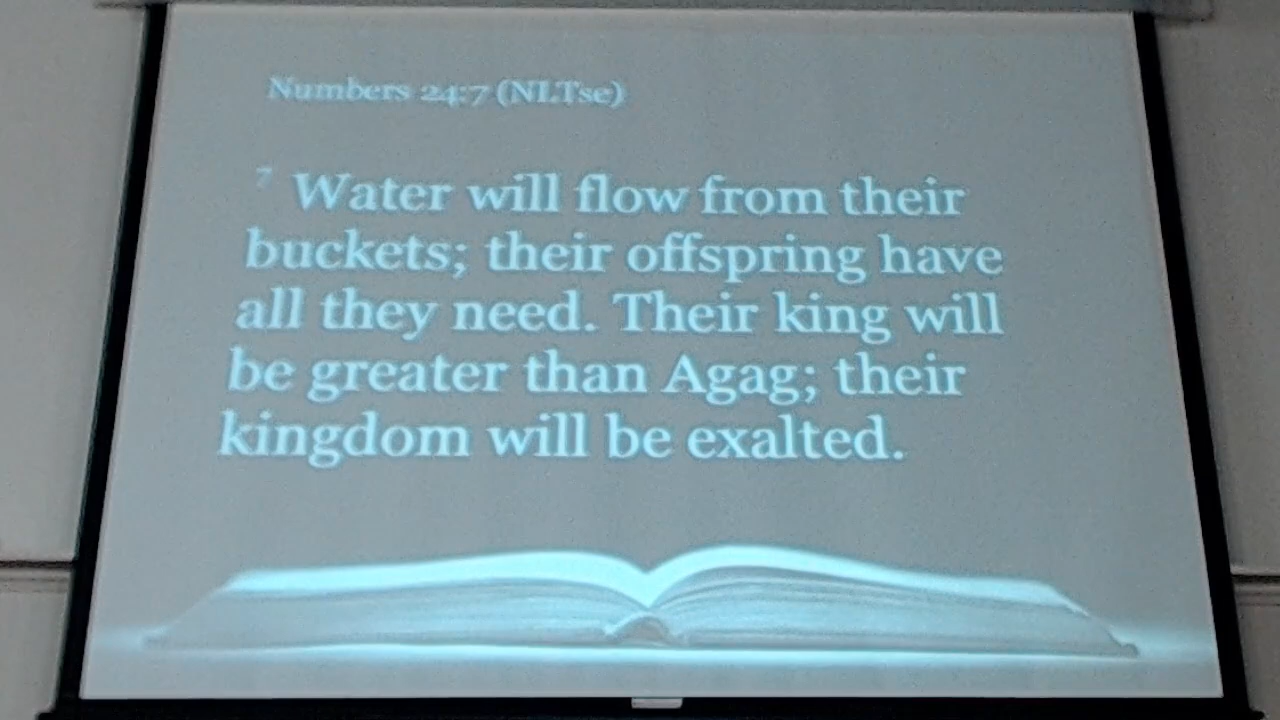 Numbers 24:7 (NLTse)
7 Water will flow from their
buckets; their offspring have
all they need. Their king will
be greater than Agag; their
kingdom will be exalted.